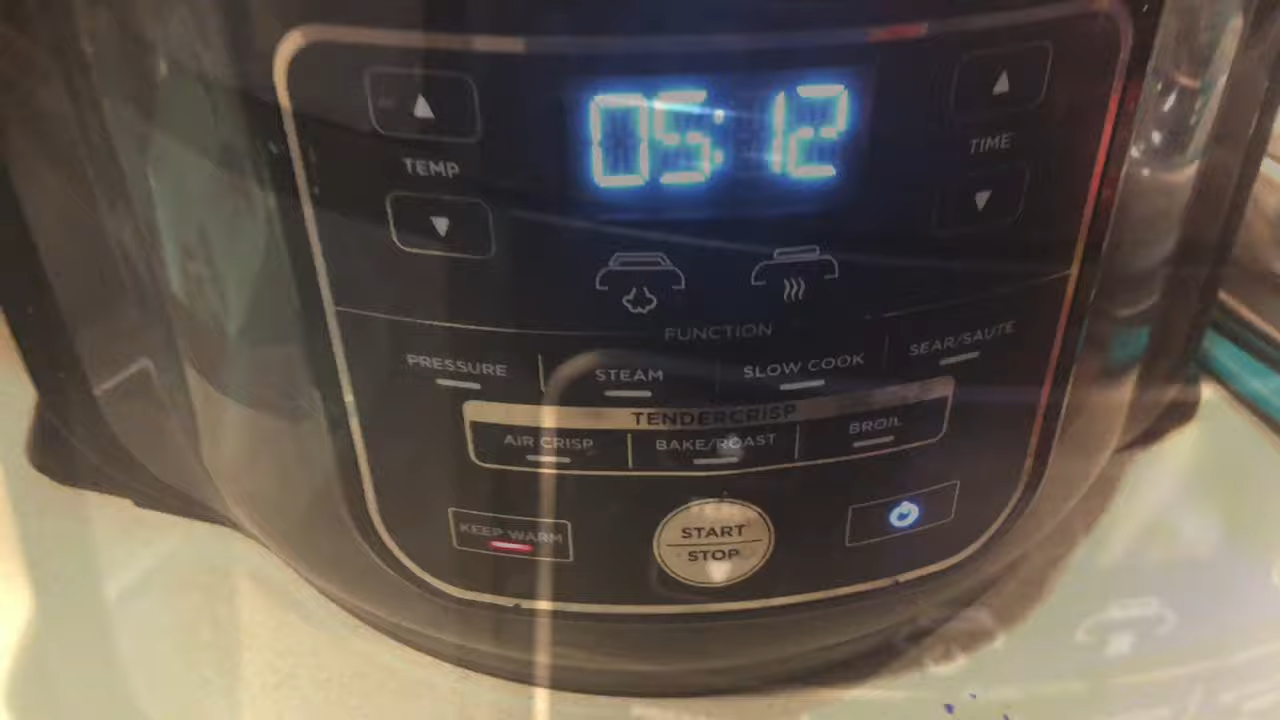 05:12
TEMP
TIME
FUNCTION
PRESSURE
STEAM
SLOW COOK
SEAR/SAUTE
TENDERCRISP
AIR CRISP
BAKE/ROAST
BROIL
KEEP WARM
START
STOP